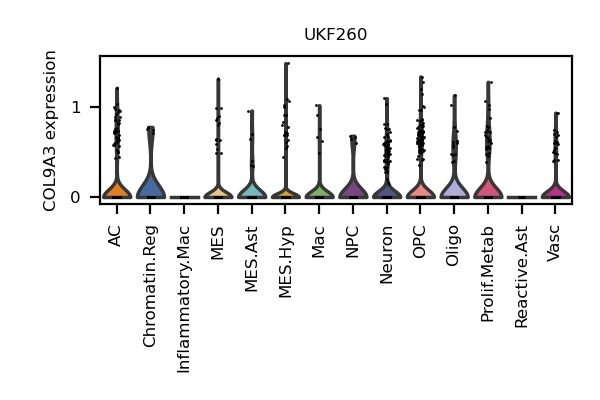 UKF260
COL9A3 expression
1
0
AC
Chromatin.Reg
Inflammatory.Mac
MES
MES.Ast
MES.Hyp
Mac
NPC
Neuron
OPC
Oligo
Prolif.Metab
Reactive.Ast
Vasc